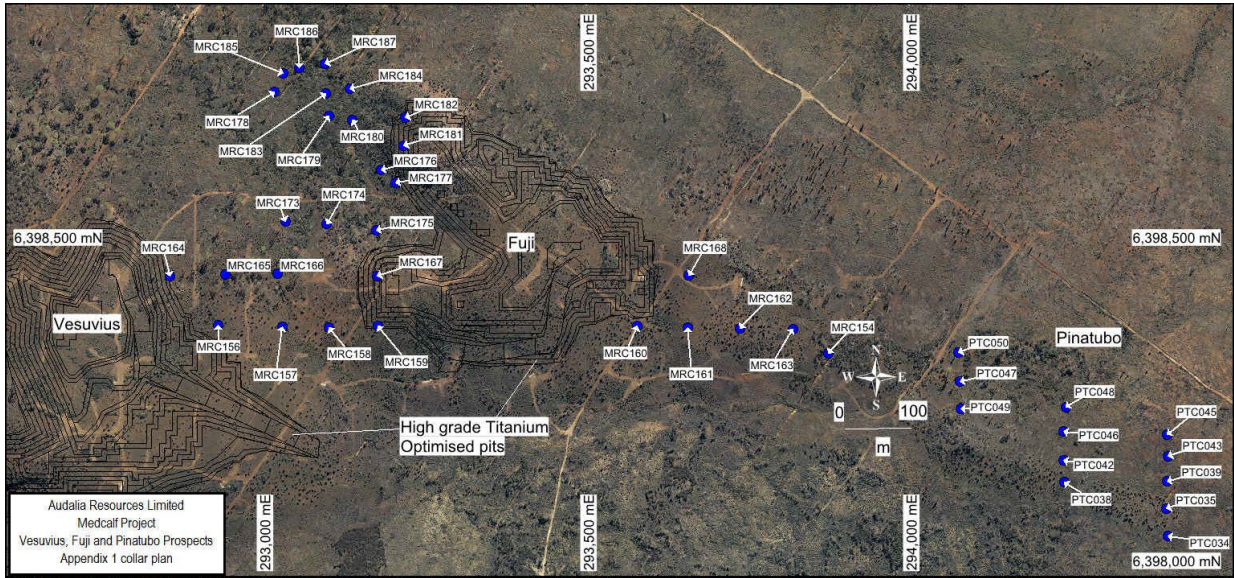 MRC186
MRC185
MRC187
MRC184
MRC182
MRC178
MRC183
MRC180
MRC181
MRC179
MRC176
MRC177
MRC173
MRC174
MRC175
293,500 mE
294,000 mE
6,398,500 mN
6,398,500 mN
Fuji
MRC164
MRC165
MRC166
MRC167
MRC168
Vesuvius
MRC156
MRC157
MRC158
MRC159
MRC160
MRC161
MRC162
MRC163
MRC154
PTC050
Pinatubo
PTC047
PTC049
PTC048
PTC046
PTC042
PTC038
PTC045
PTC043
PTC039
PTC035
PTC034
N
W E
S
0 100
m
High grade Titanium
Optimised pits
293,000 mE
293,500 mE
294,000 mE
6,398,000 mN
Audalia Resources Limited
Medcalf Project
Vesuvius, Fuji and Pinatubo Prospects
Appendix 1 collar plan